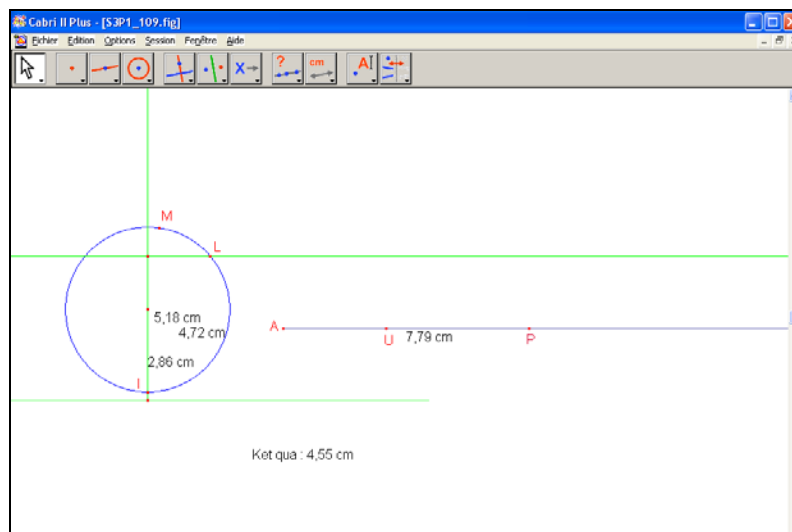 Cabri II Plus - [S3P1_109.fig]
Fichier Edition Options Session Fenêtre Aide
? cm A
M
L
5,18 cm
4,72 cm
A U 7,79 cm P
2,86 cm
I
Ket qua : 4,55 cm